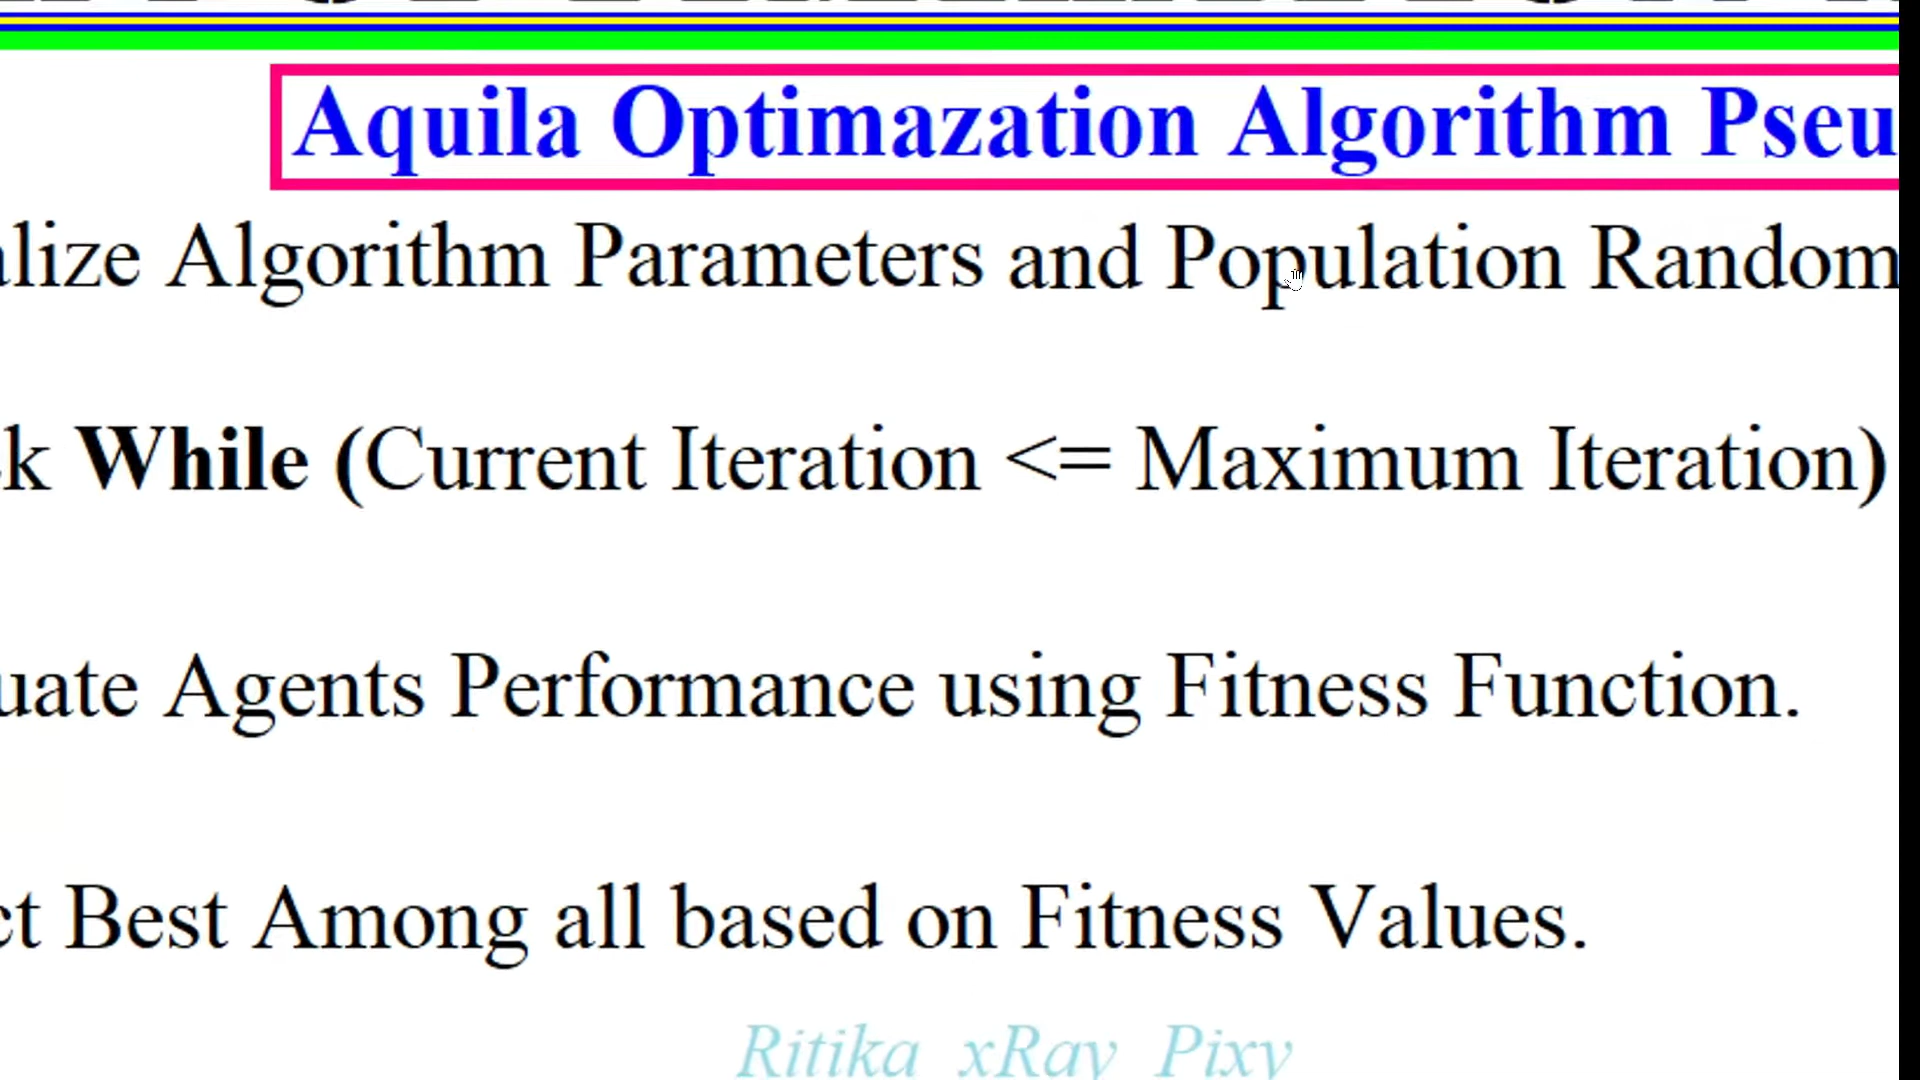 Aquila Optimazation Algorithm Pseu
alize Algorithm Parameters and Population Random
k While (Current Iteration <= Maximum Iteration)
uate Agents Performance using Fitness Function.
ct Best Among all based on Fitness Values.
Ritika xRay Pixy